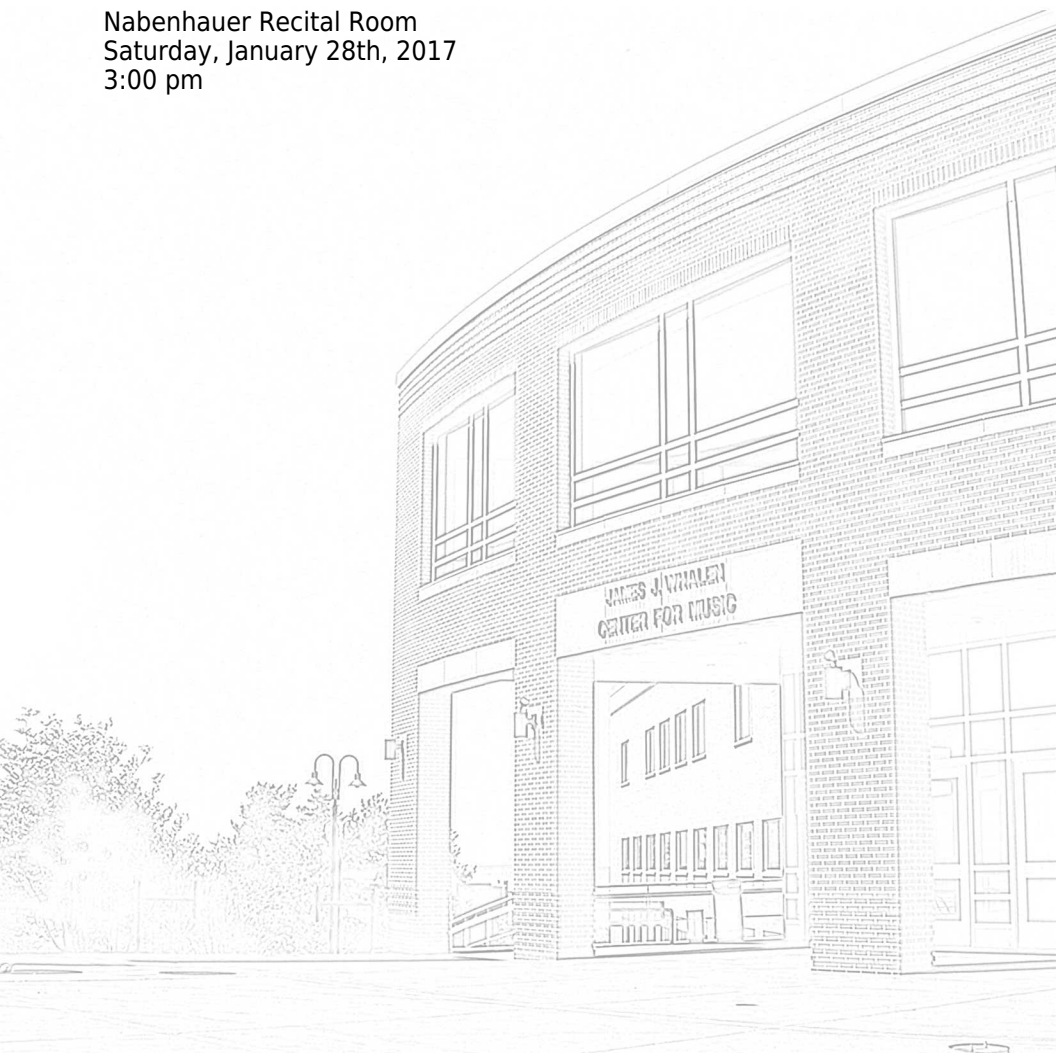 Nabenhauer Recital Room
Saturday, January 28th, 2017
3:00 pm
JAMES J. WHALEN
CENTER FOR MUSIC